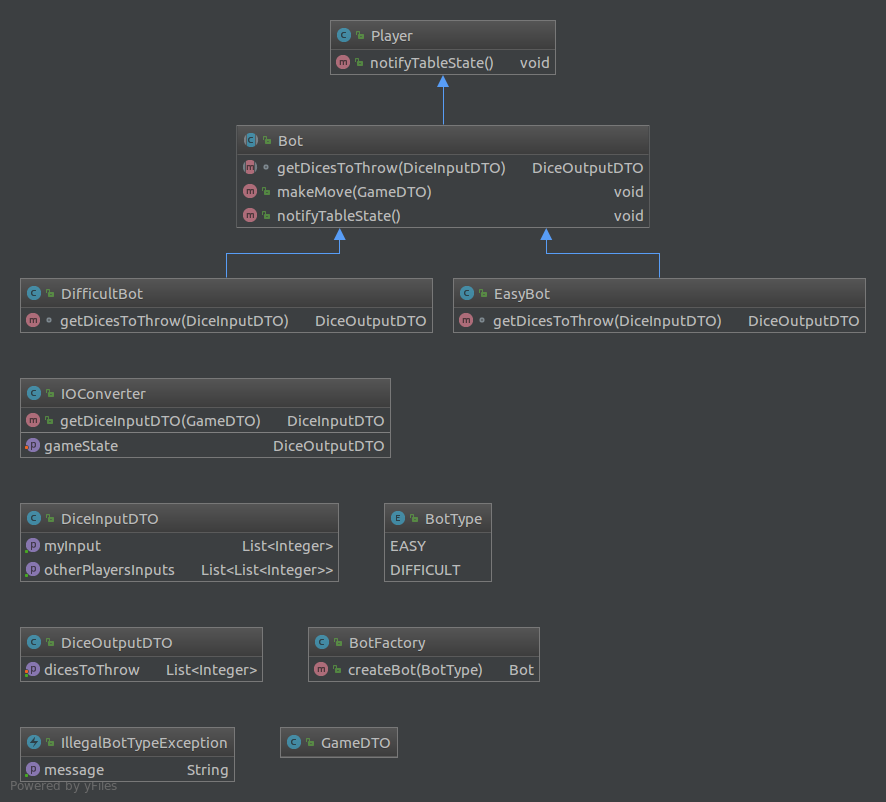 Player
notifyTableState() void
Bot
getDicesToThrow(DiceInputDTO) DiceOutputDTO
makeMove(GameDTO) void
notifyTableState() void
DifficultBot
getDicesToThrow(DiceInputDTO) DiceOutputDTO
EasyBot
getDicesToThrow(DiceInputDTO) DiceOutputDTO
IOConverter
getDiceInputDTO(GameDTO) DiceInputDTO
gameState DiceOutputDTO
DiceInputDTO
myInput List<Integer>
otherPlayersInputs List<List<Integer>>
BotType
EASY
DIFFICULT
DiceOutputDTO
dicesToThrow List<Integer>
BotFactory
createBot(BotType) Bot
IllegalBotTypeException
message String
GameDTO
Powered by yFiles